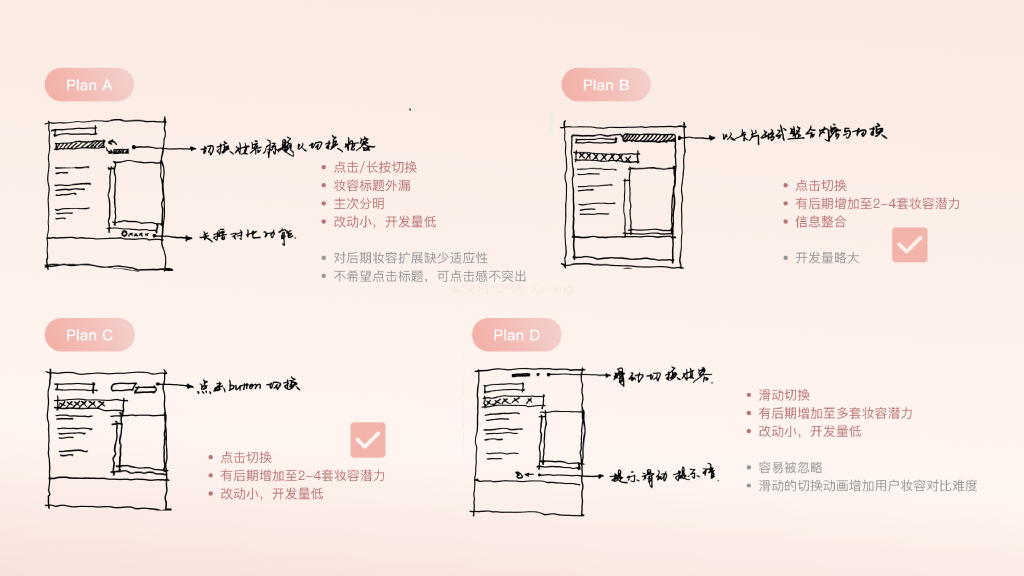 Plan A
切换妆容标题以切换妆容
点击/长按切换
妆容标题外漏
主次分明
改动小，开发量低
长按对比功能.
对后期妆容扩展缺少适应性
不希望点击标题，可点击感不突出
Plan B
以卡片格式整合内容与切换
点击切换
有后期增加至2-4套妆容潜力
信息整合
开发量略大
Plan C
点击button切换
点击切换
有后期增加至2-4套妆容潜力
改动小，开发量低
Plan D
滑动切换妆容.
滑动切换
有后期增加至多套妆容潜力
改动小，开发量低
提示滑动
容易被忽略
滑动的切换动画增加用户妆容对比难度